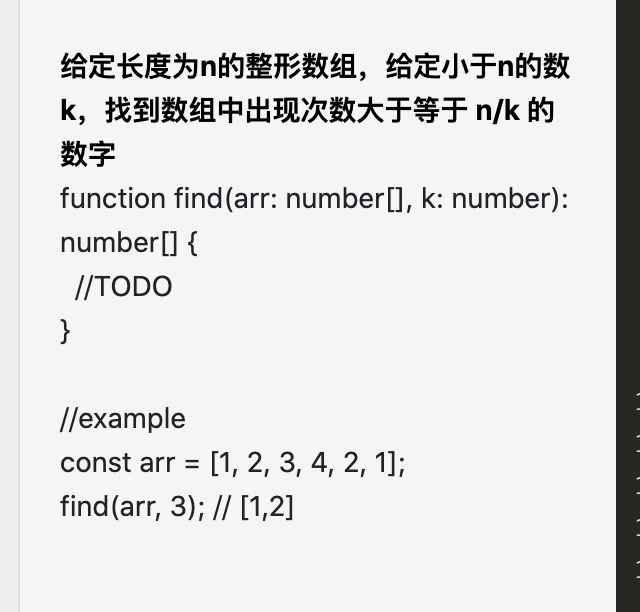 给定长度为n的整形数组，给定小于n的数
k，找到数组中出现次数大于等于 n/k 的
数字
function find(arr: number[], k: number):
number[] {
  //TODO
}
//example
const arr = [1, 2, 3, 4, 2, 1];
find(arr, 3); // [1,2]